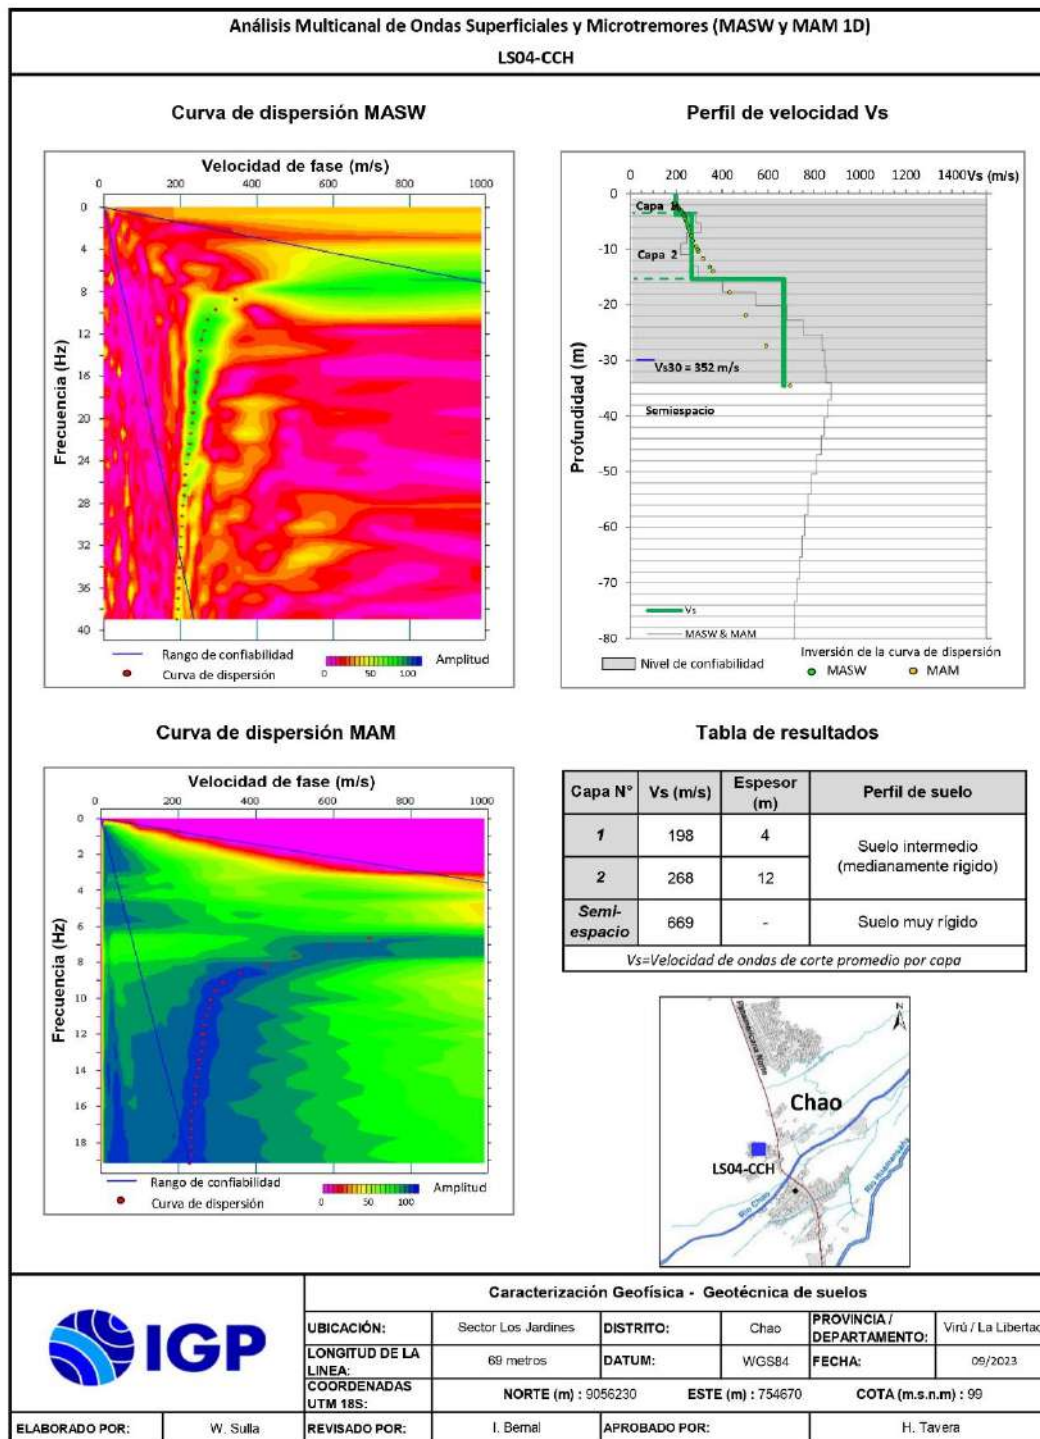 Análisis Multicanal de Ondas Superficiales y Microtremores (MASW y MAM 1D)
LS04-CCH
Curva de dispersión MASW
Velocidad de fase (m/s)
0 200 400 600 800 1000
0
4
8
12
16
20
24
28
32
36
40
Frecuencia (Hz)
Rango de confiabilidad
Curva de dispersión
Amplitud
0 50 100
Perfil de velocidad Vs
0 200 400 600 800 1000 1200 1400 Vs (m/s)
0
-10
-20
-30
-40
-50
-60
-70
-80
Profundidad (m)
Capa 1
Capa 2
Vs30 = 352 m/s
Semiespacio
Vs
MASW & MAM
Nivel de confiabilidad
Inversión de la curva de dispersión
MASW
MAM
Curva de dispersión MAM
Velocidad de fase (m/s)
0 200 400 600 800 1000
0
2
4
6
8
10
12
14
16
18
Frecuencia (Hz)
Rango de confiabilidad
Curva de dispersión
Amplitud
0 50 100
Tabla de resultados
Capa N° Vs (m/s) Espesor (m) Perfil de suelo
1 198 4 Suelo intermedio (medianamente rígido)
2 268 12
Semi-espacio 669 - Suelo muy rígido
Vs=Velocidad de ondas de corte promedio por capa
Panamericana Norte
N
Chao
LS04-CCH
Río Chao
Río Huamanzaña
IGP
Caracterización Geofísica - Geotécnica de suelos
UBICACIÓN: Sector Los Jardines DISTRITO: Chao PROVINCIA / DEPARTAMENTO: Virú / La Libertad
LONGITUD DE LA LINEA: 69 metros DATUM: WGS84 FECHA: 09/2023
COORDENADAS UTM 18S: NORTE (m) : 9056230 ESTE (m) : 754670 COTA (m.s.n.m) : 99
ELABORADO POR: W. Sulla REVISADO POR: I. Bernal APROBADO POR: H. Tavera